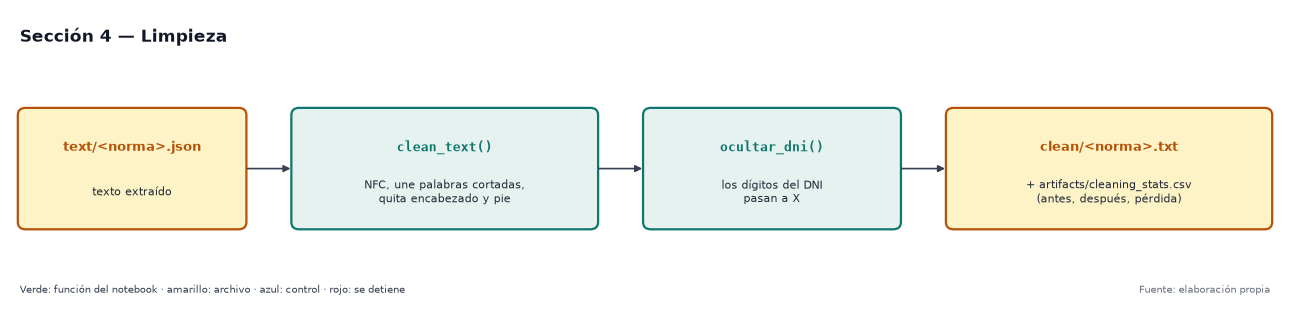 Sección 4 — Limpieza
text/<norma>.json
texto extraído
clean_text()
NFC, une palabras cortadas,
quita encabezado y pie
ocultar_dni()
los dígitos del DNI
pasan a X
clean/<norma>.txt
+ artifacts/cleaning_stats.csv
(antes, después, pérdida)
Verde: función del notebook · amarillo: archivo · azul: control · rojo: se detiene
Fuente: elaboración propia